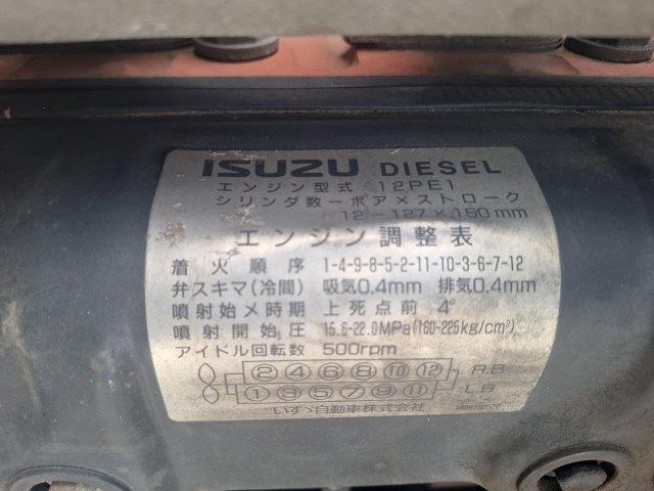 ISUZU DIESEL
エンジン型式 12PE1
シリンダ数－ボア×ストローク
12－127×150mm
エンジン調整表
着火順序 1-4-9-8-5-2-11-10-3-6-7-12
弁スキマ(冷間) 吸気0.4mm 排気0.4mm
噴射始メ時期 上死点前 4°
噴射開始圧 15.6-22.0MPa(160-225kg/cm²)
アイドル回転数 500rpm
②④⑥⑧⑩⑫ R.B
①③⑤⑦⑨⑪ L.B
いすゞ自動車株式会社